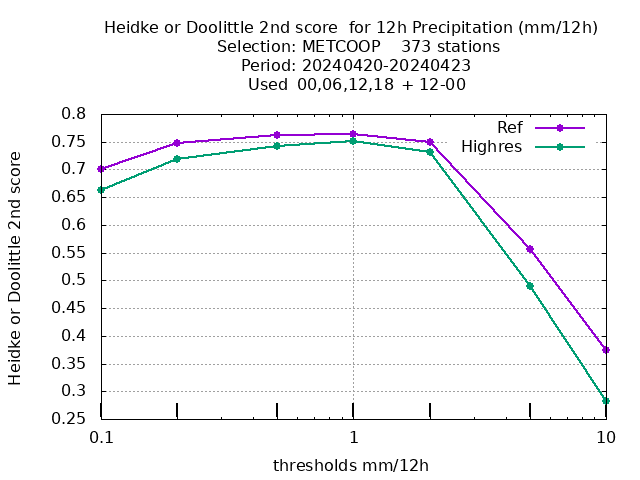 Heidke or Doolittle 2nd score  for 12h Precipitation (mm/12h)
Selection: METCOOP    373 stations
Period: 20240420-20240423
Used  00,06,12,18  + 12-00
Heidke or Doolittle 2nd score
0.8
0.75
0.7
0.65
0.6
0.55
0.5
0.45
0.4
0.35
0.3
0.25
Ref
Highres
0.1
1
10
thresholds mm/12h